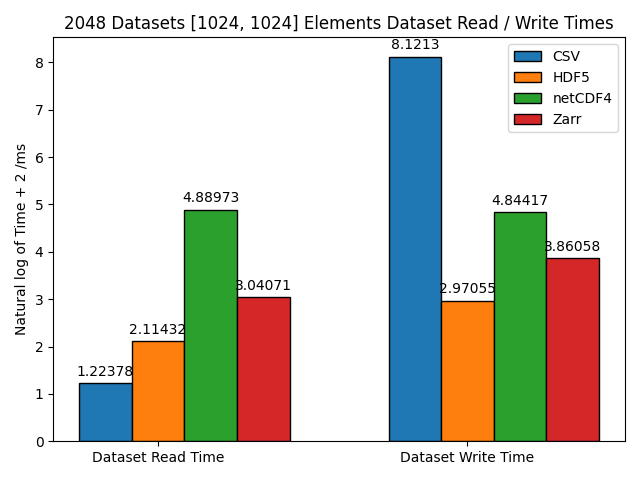 2048 Datasets [1024, 1024] Elements Dataset Read / Write Times
8.1213
CSV
HDF5
netCDF4
Zarr
8
7
6
5
4
3
2
1
0
Natural log of Time + 2 /ms
1.22378
2.11432
4.88973
3.04071
2.97055
4.84417
3.86058
Dataset Read Time
Dataset Write Time